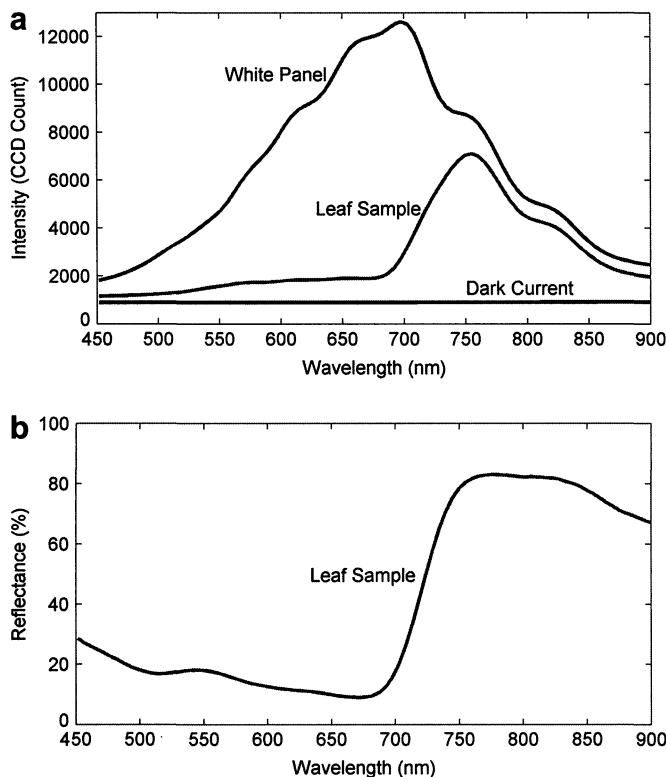 a
12000
10000
8000
6000
4000
2000
0
Intensity (CCD Count)
White Panel
Leaf Sample
Dark Current
450 500 550 600 650 700 750 800 850 900
Wavelength (nm)
b
100
80
60
40
20
0
Reflectance (%)
Leaf Sample
450 500 550 600 650 700 750 800 850 900
Wavelength (nm)